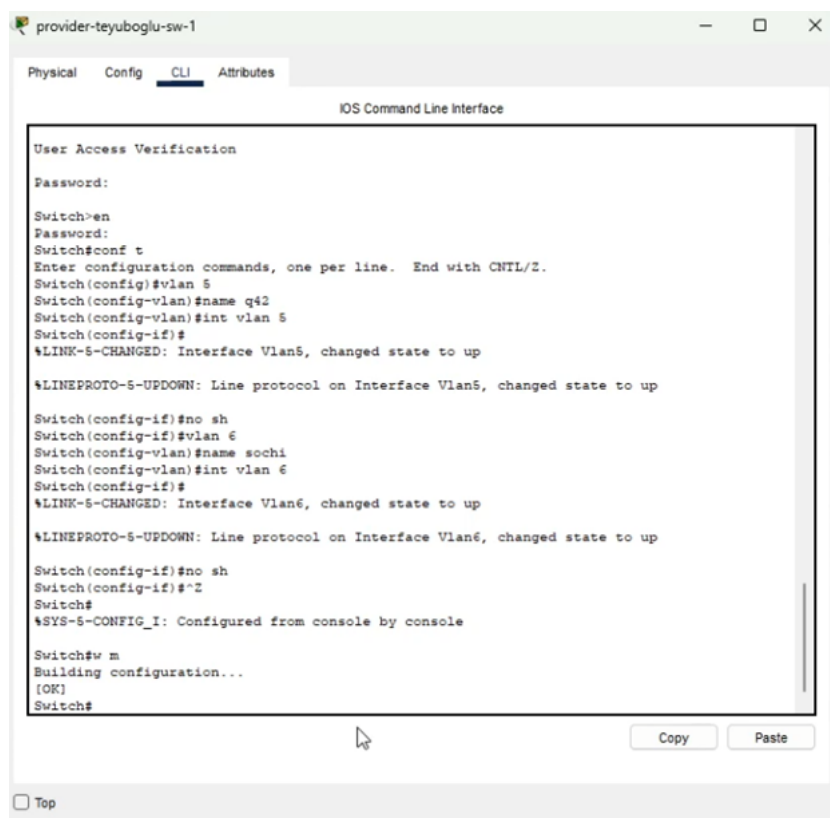 provider-teyuboglu-sw-1
Physical Config CLI Attributes
IOS Command Line Interface
User Access Verification
Password:
Switch>en
Password:
Switch#conf t
Enter configuration commands, one per line.  End with CNTL/Z.
Switch(config)#vlan 5
Switch(config-vlan)#name q42
Switch(config-vlan)#int vlan 5
Switch(config-if)#
%LINK-5-CHANGED: Interface Vlan5, changed state to up
%LINEPROTO-5-UPDOWN: Line protocol on Interface Vlan5, changed state to up
Switch(config-if)#no sh
Switch(config-if)#vlan 6
Switch(config-vlan)#name sochi
Switch(config-vlan)#int vlan 6
Switch(config-if)#
%LINK-5-CHANGED: Interface Vlan6, changed state to up
%LINEPROTO-5-UPDOWN: Line protocol on Interface Vlan6, changed state to up
Switch(config-if)#no sh
Switch(config-if)#^Z
Switch#
%SYS-5-CONFIG_I: Configured from console by console
Switch#w m
Building configuration...
[OK]
Switch#
Copy Paste
Top